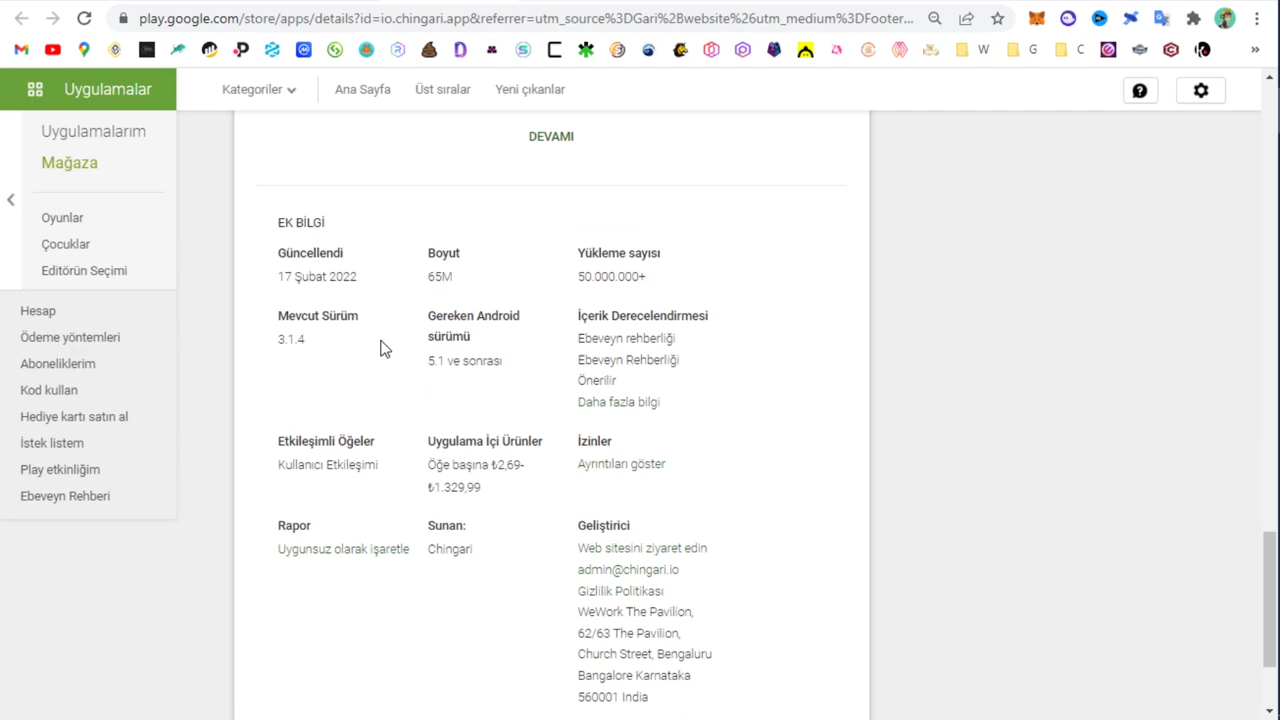 play.google.com/store/apps/details?id=io.chingari.app&referrer=utm_source%3DGari%2Bwebsite%26utm_medium%3DFooter...
W G C
Uygulamalar
Kategoriler Ana Sayfa Üst sıralar Yeni çıkanlar
Uygulamalarım
Mağaza
Oyunlar
Çocuklar
Editörün Seçimi
Hesap
Ödeme yöntemleri
Aboneliklerim
Kod kullan
Hediye kartı satın al
İstek listem
Play etkinliğim
Ebeveyn Rehberi
DEVAMI
EK BİLGİ
Güncellendi
17 Şubat 2022
Boyut
65M
Yükleme sayısı
50.000.000+
Mevcut Sürüm
3.1.4
Gereken Android
sürümü
5.1 ve sonrası
İçerik Derecelendirmesi
Ebeveyn rehberliği
Ebeveyn Rehberliği
Önerilir
Daha fazla bilgi
Etkileşimli Öğeler
Kullanıcı Etkileşimi
Uygulama İçi Ürünler
Öğe başına ₺2,69-
₺1.329,99
İzinler
Ayrıntıları göster
Rapor
Uygunsuz olarak işaretle
Sunan:
Chingari
Geliştirici
Web sitesini ziyaret edin
admin@chingari.io
Gizlilik Politikası
WeWork The Pavilion,
62/63 The Pavilion,
Church Street, Bengaluru
Bangalore Karnataka
560001 India